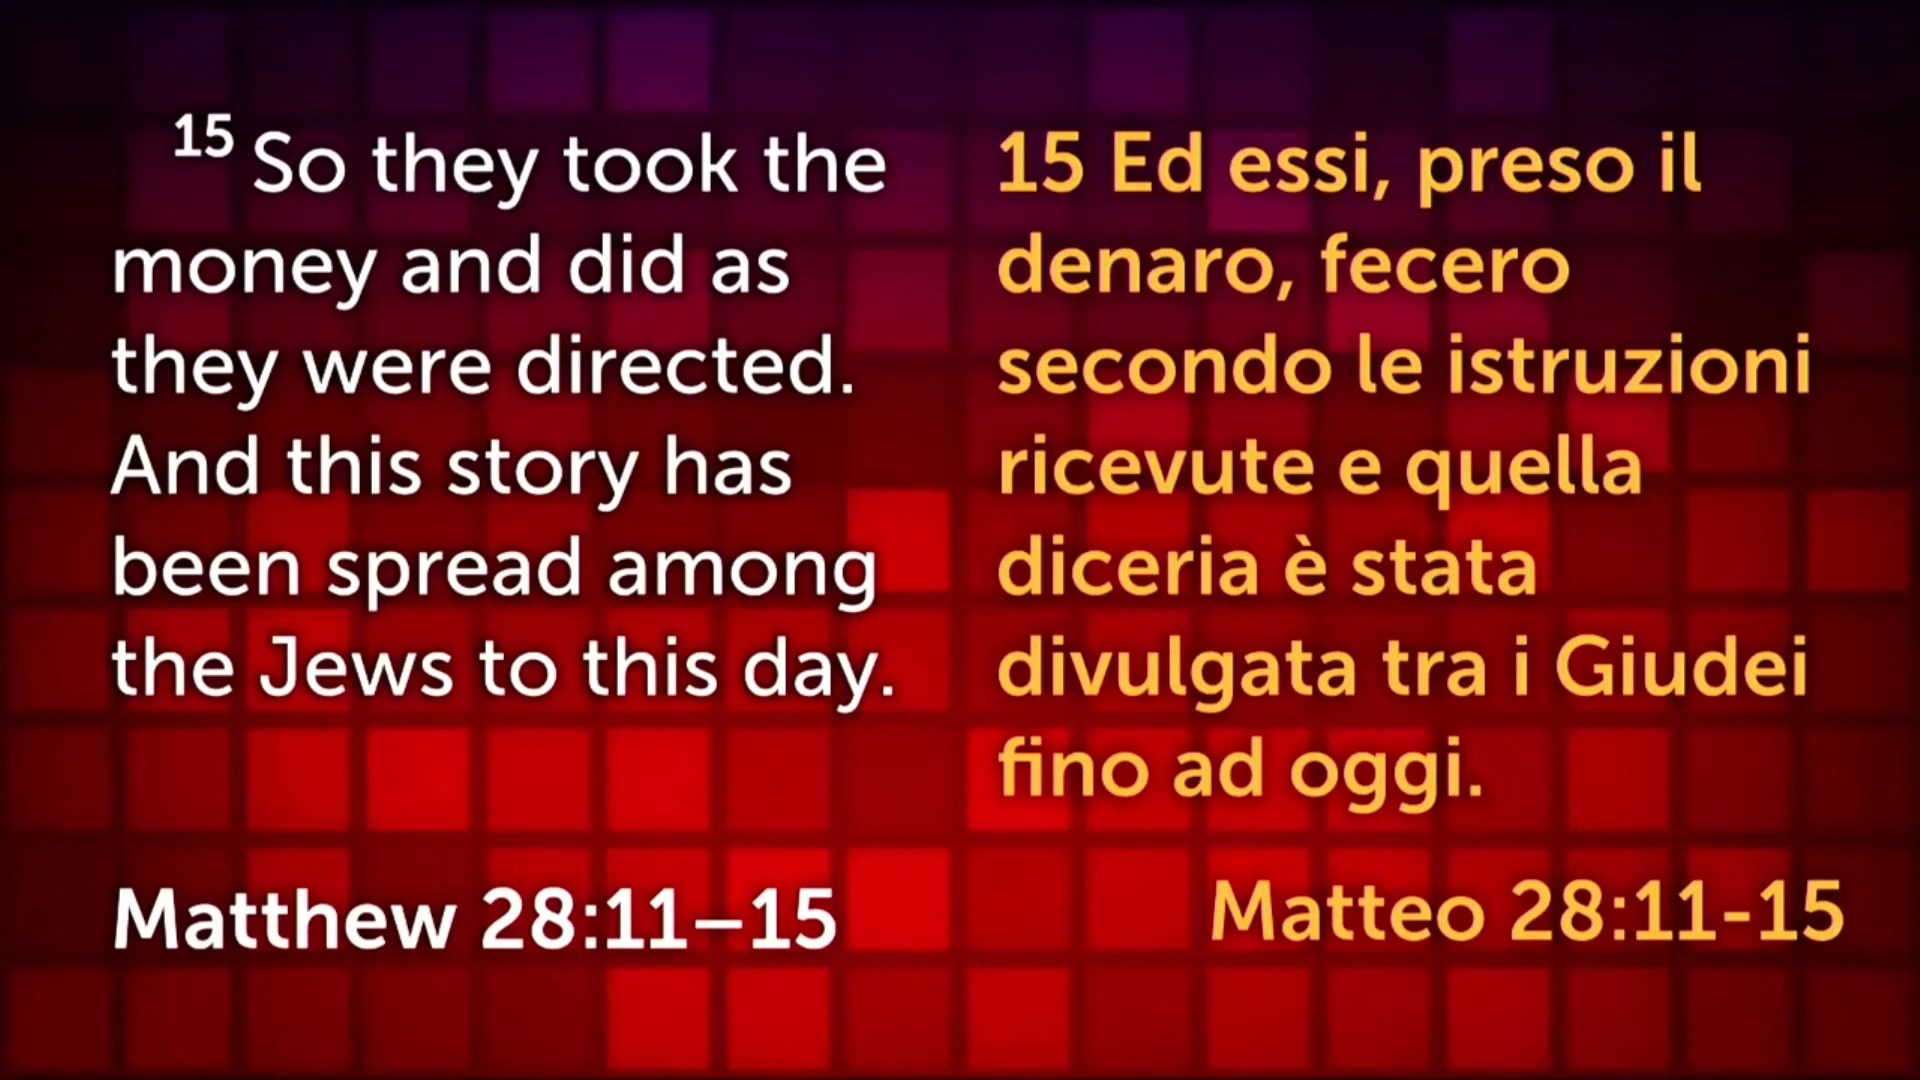 15 So they took the
money and did as
they were directed.
And this story has
been spread among
the Jews to this day.
Matthew 28:11–15
15 Ed essi, preso il
denaro, fecero
secondo le istruzioni
ricevute e quella
diceria è stata
divulgata tra i Giudei
fino ad oggi.
Matteo 28:11-15